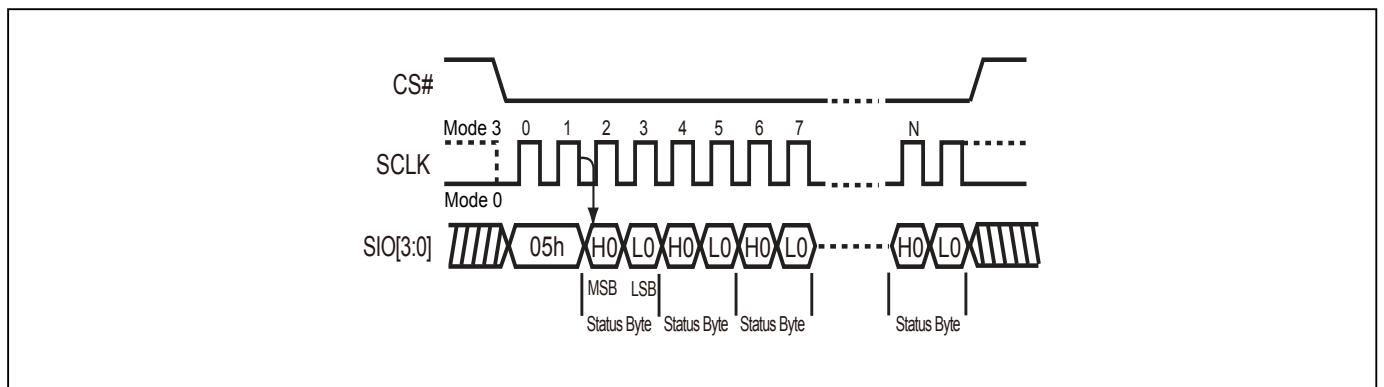 CS#
Mode 3 0 1 2 3 4 5 6 7 N
SCLK
Mode 0
SIO[3:0] 05h H0 L0 H0 L0 H0 L0 H0 L0
MSB LSB
Status Byte Status Byte Status Byte Status Byte